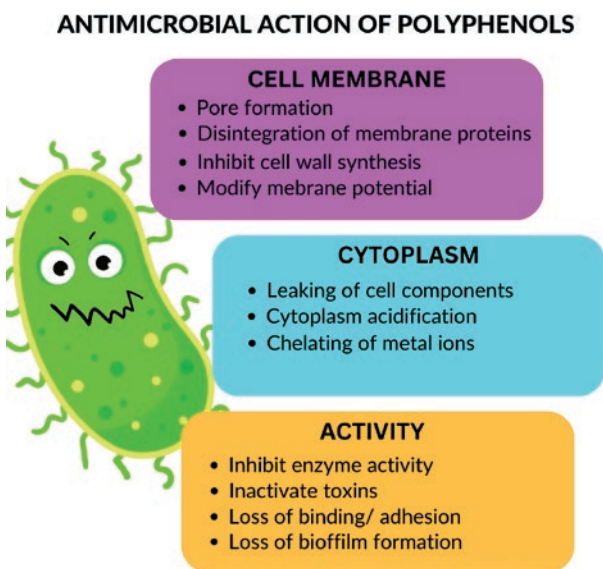 ANTIMICROBIAL ACTION OF POLYPHENOLS
CELL MEMBRANE
• Pore formation
• Disintegration of membrane proteins
• Inhibit cell wall synthesis
• Modify mebrane potential
CYTOPLASM
• Leaking of cell components
• Cytoplasm acidification
• Chelating of metal ions
ACTIVITY
• Inhibit enzyme activity
• Inactivate toxins
• Loss of binding/ adhesion
• Loss of bioffilm formation